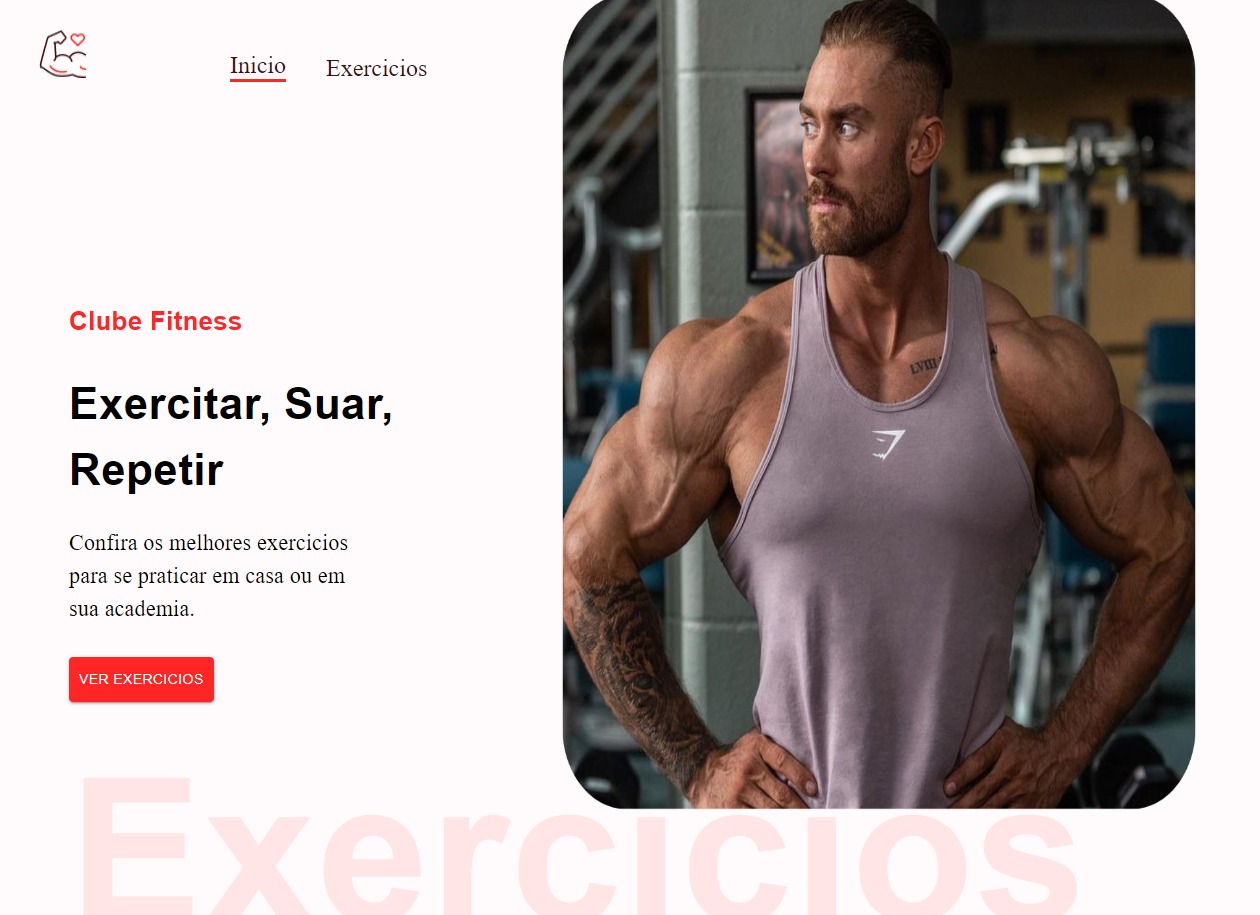 Inicio Exercicios
Clube Fitness
Exercitar, Suar,
Repetir
Confira os melhores exercicios
para se praticar em casa ou em
sua academia.
VER EXERCICIOS
Exercicios
LVIII